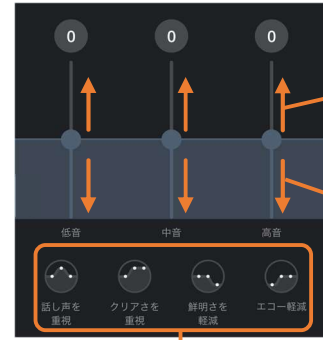 0 0 0
低音 中音 高音
話し声を クリアさを 鮮明さを エコー軽減
重視 重視 軽減